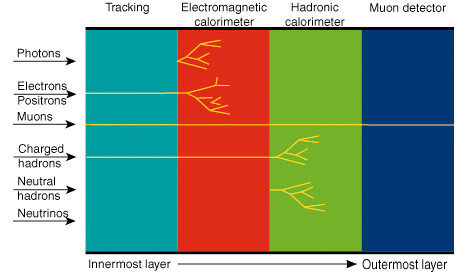 Tracking
Electromagnetic
calorimeter
Hadronic
calorimeter
Muon detector
Photons
Electrons
Positrons
Muons
Charged
hadrons
Neutral
hadrons
Neutrinos
Innermost layer
Outermost layer